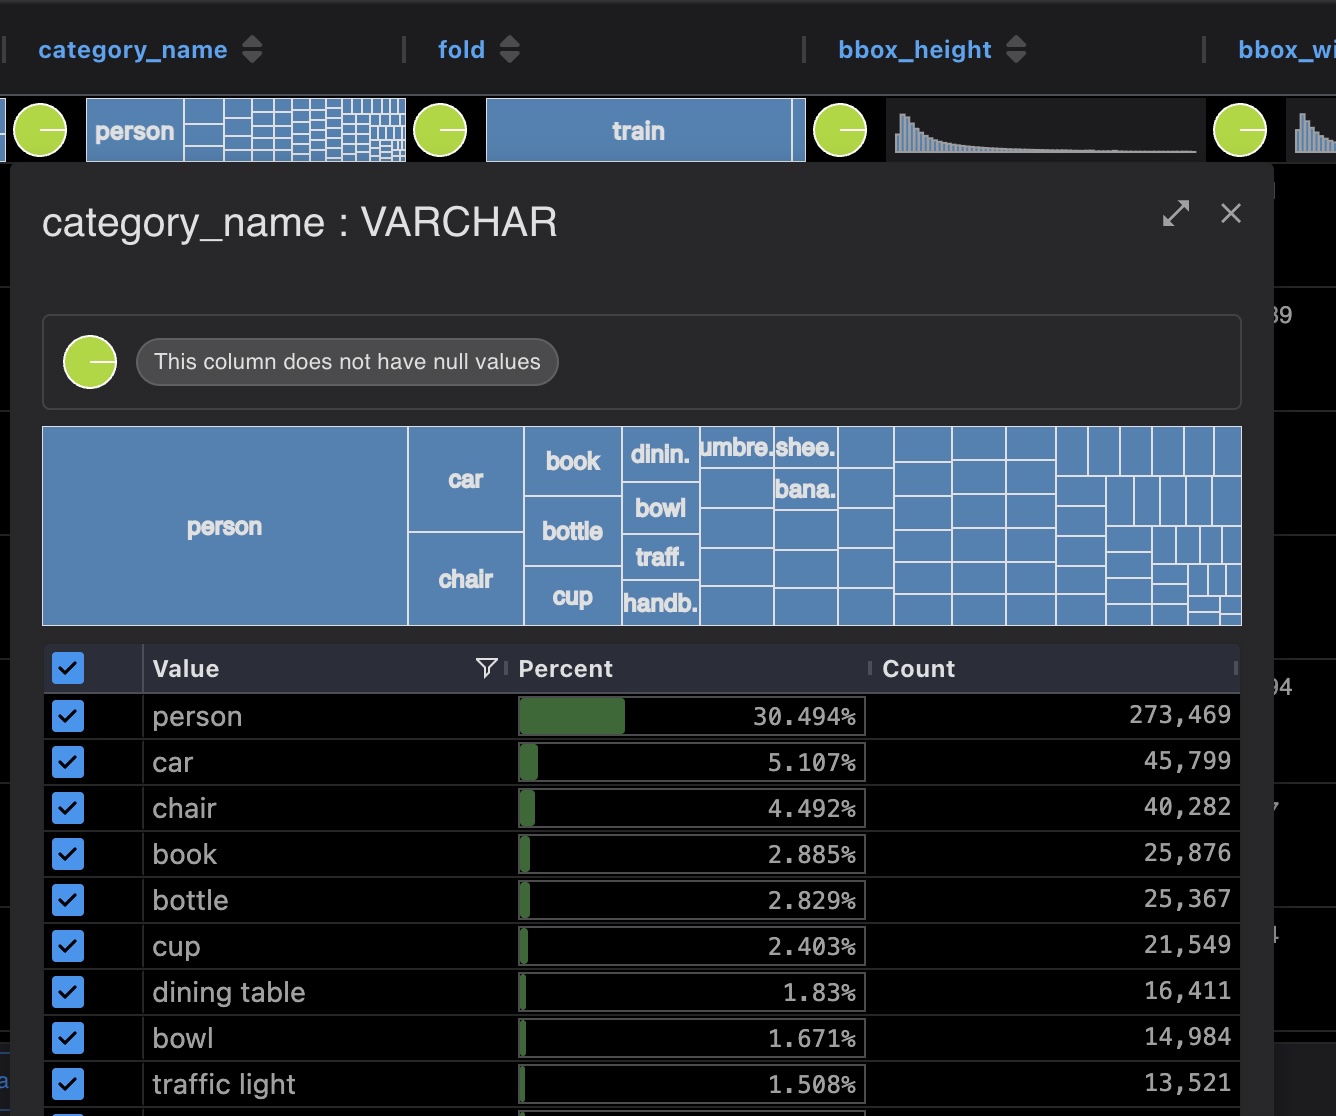 category_name fold bbox_height bbox_wi
person train
category_name : VARCHAR
39
This column does not have null values
person car chair book bottle cup dinin. bowl traff. handb. umbre. shee. bana.
Value Percent Count
person 30.494% 273,469
car 5.107% 45,799
chair 4.492% 40,282
book 2.885% 25,876
bottle 2.829% 25,367
cup 2.403% 21,549
dining table 1.83% 16,411
bowl 1.671% 14,984
traffic light 1.508% 13,521